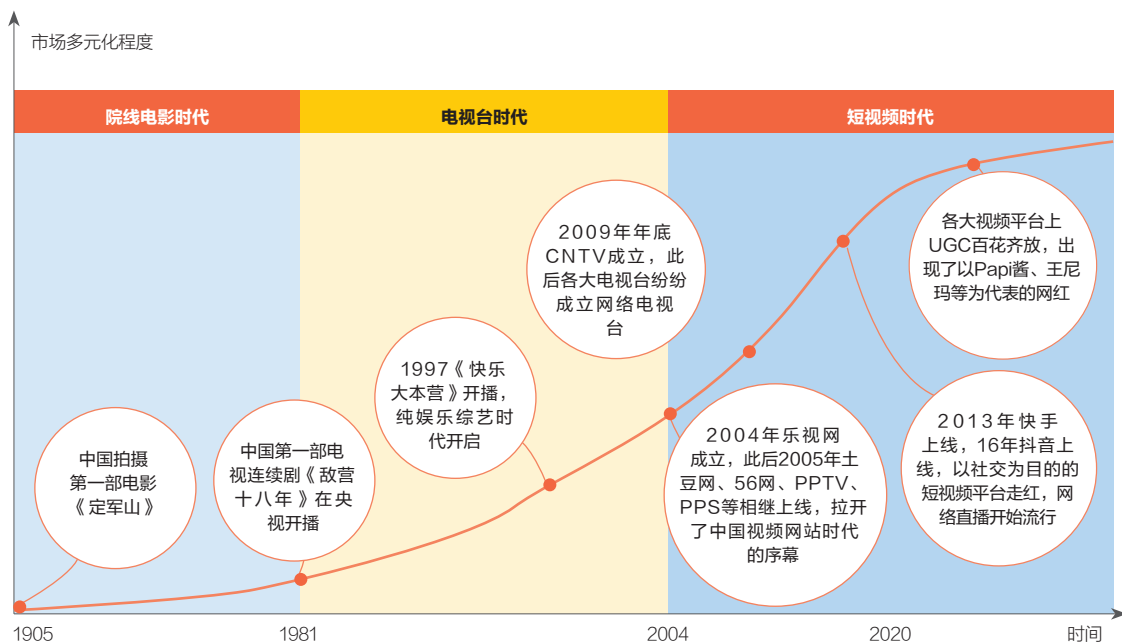 市场多元化程度
院线电影时代
电视台时代
短视频时代
中国拍摄
第一部电影
《定军山》
中国第一部电
视连续剧《敌营
十八年》在央
视开播
1997《快乐
大本营》开播，
纯娱乐综艺时
代开启
2009年年底
CNTV成立，此
后各大电视台纷纷
成立网络电视
台
2004年乐视网
成立，此后2005年土
豆网、56网、PPTV、
PPS等相继上线，拉开
了中国视频网站时代
的序幕
各大视频平台上
UGC百花齐放，出
现了以Papi酱、王尼
玛等为代表的网红
2013年快手
上线，16年抖音上
线，以社交为目的的
短视频平台走红，网
络直播开始流行
1905
1981
2004
2020
时间